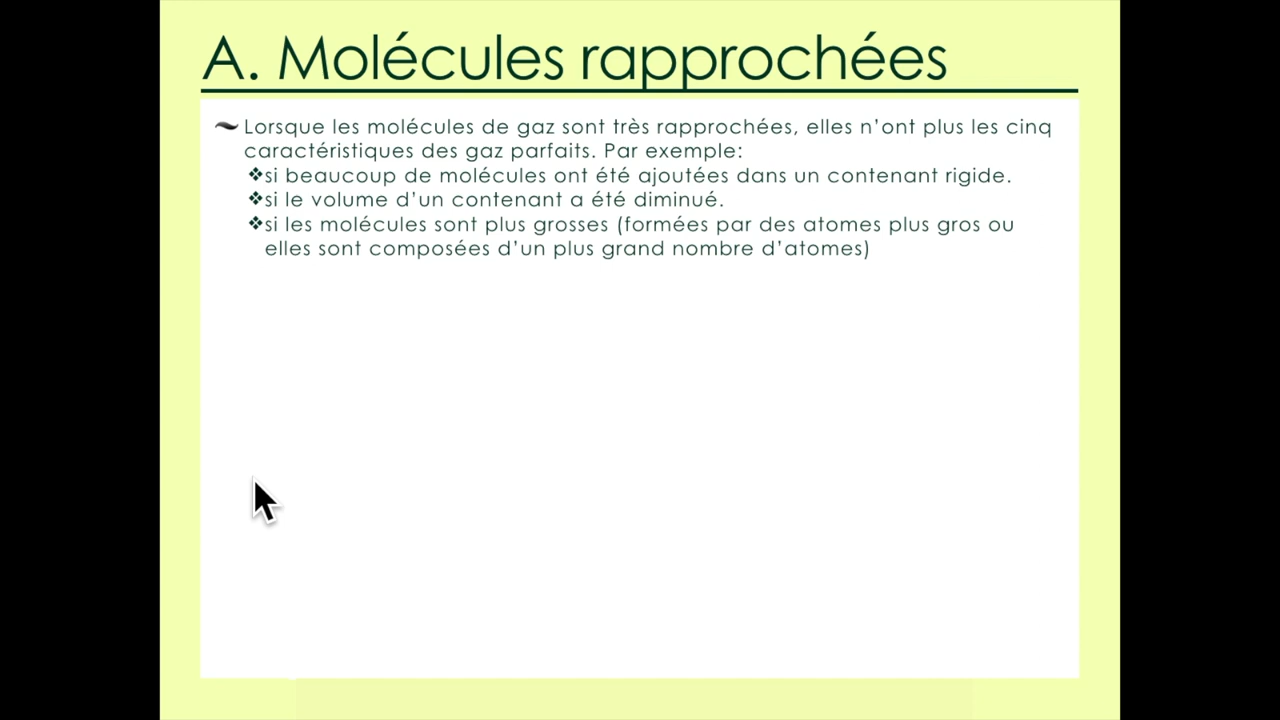 A. Molécules rapprochées
Lorsque les molécules de gaz sont très rapprochées, elles n’ont plus les cinq
caractéristiques des gaz parfaits. Par exemple:
❖si beaucoup de molécules ont été ajoutées dans un contenant rigide.
❖si le volume d’un contenant a été diminué.
❖si les molécules sont plus grosses (formées par des atomes plus gros ou
elles sont composées d’un plus grand nombre d’atomes)